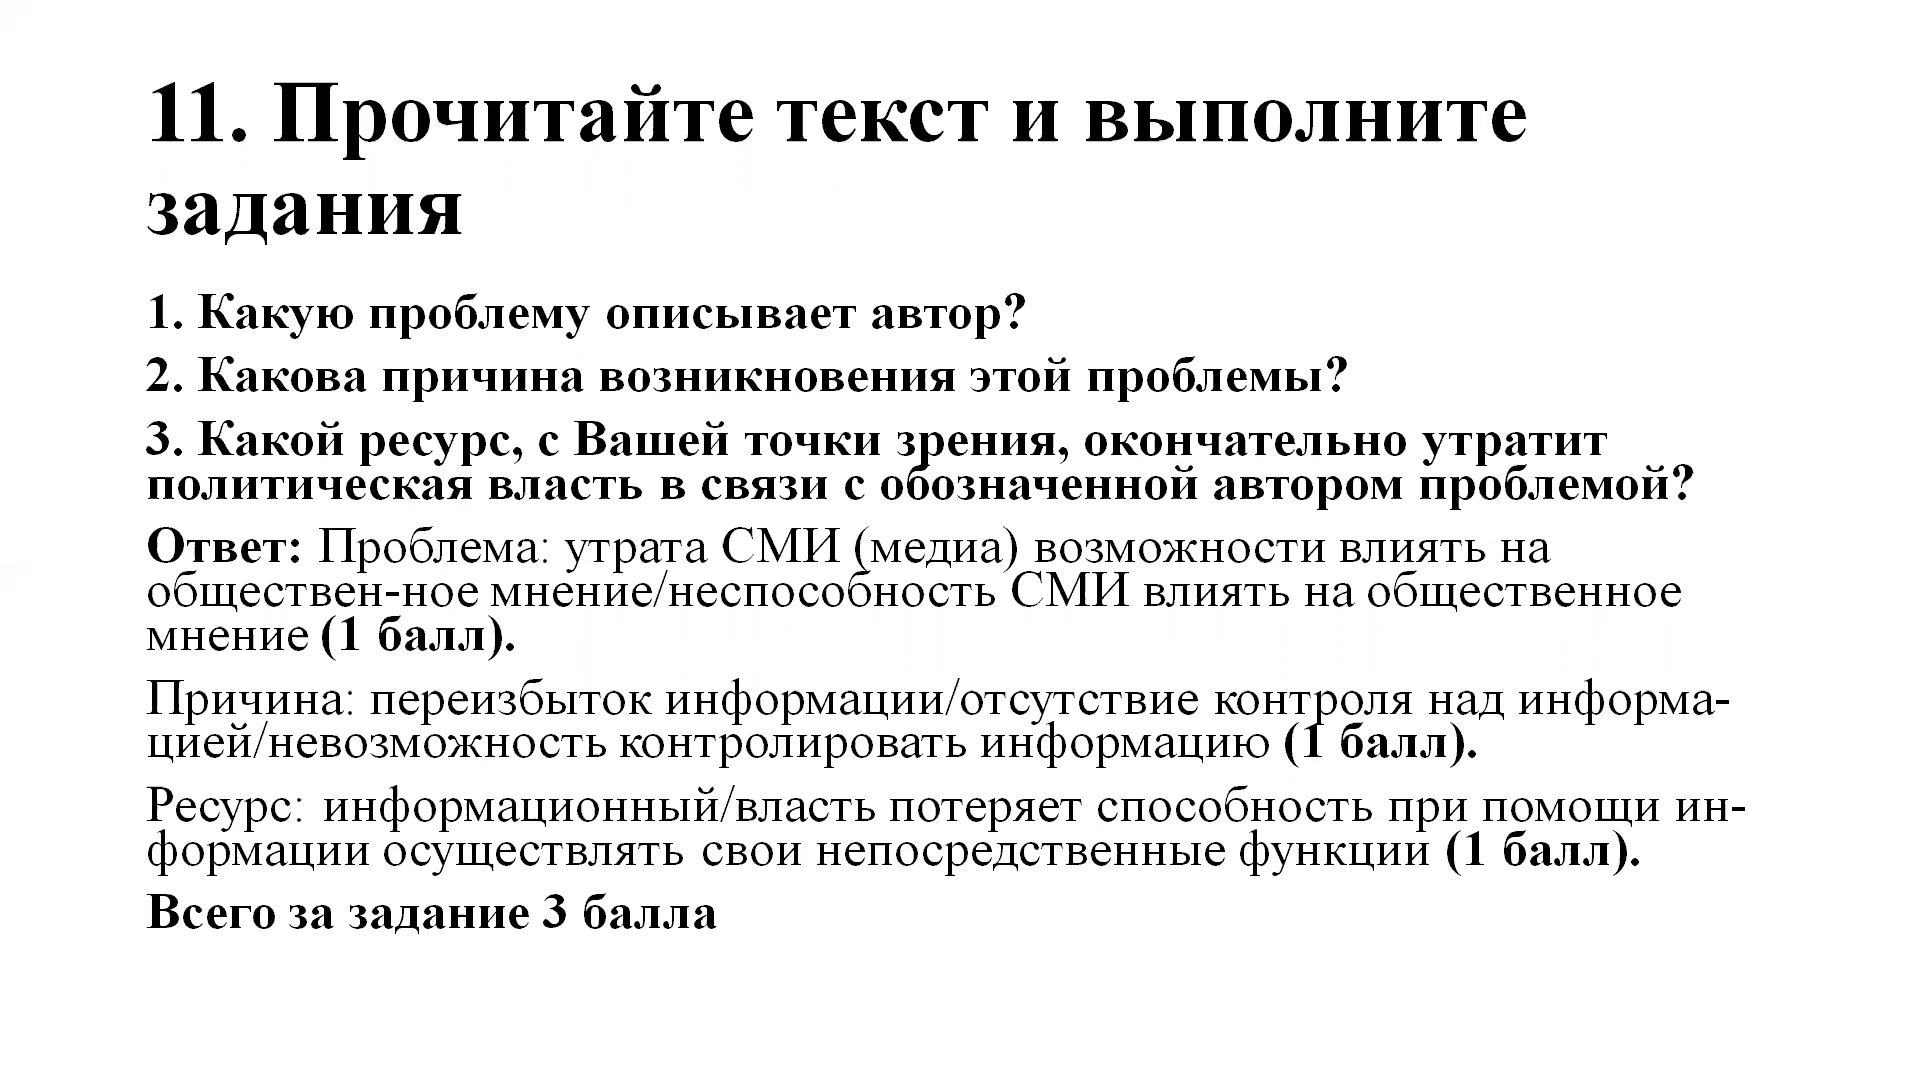 11. Прочитайте текст и выполните
задания
1. Какую проблему описывает автор?
2. Какова причина возникновения этой проблемы?
3. Какой ресурс, с Вашей точки зрения, окончательно утратит
политическая власть в связи с обозначенной автором проблемой?
Ответ: Проблема: утрата СМИ (медиа) возможности влиять на
обществен-ное мнение/неспособность СМИ влиять на общественное
мнение (1 балл).
Причина: переизбыток информации/отсутствие контроля над информа-
цией/невозможность контролировать информацию (1 балл).
Ресурс: информационный/власть потеряет способность при помощи ин-
формации осуществлять свои непосредственные функции (1 балл).
Всего за задание 3 балла